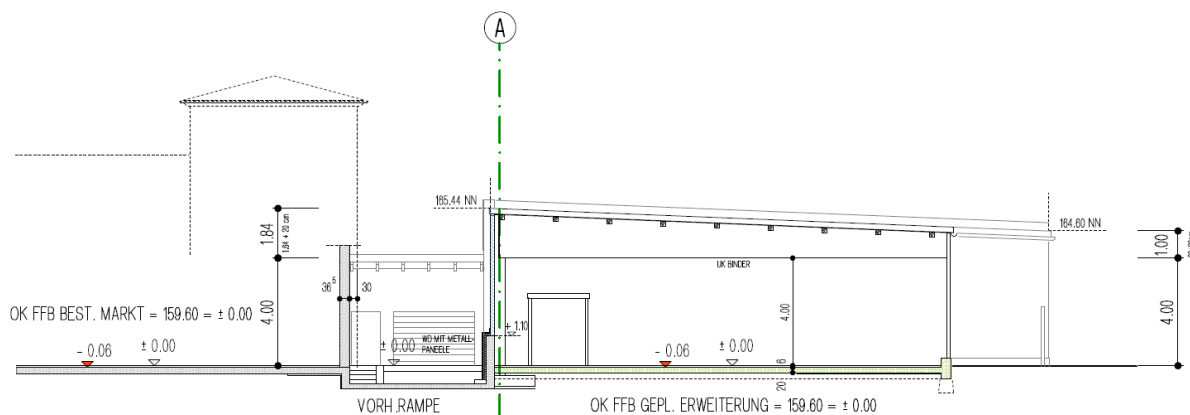 A
165.44 NN
164.60 NN
1.84
1.84 + 20 cm
1.00
UK BINDER
36⁵
30
4.00
4.00
4.00
OK FFB BEST. MARKT = 159.60 = ± 0.00
WD MIT METALL-
PANEELE
+ 1.10
- 0.06
± 0.00
± 0.00
- 0.06
± 0.00
6
20
VORH.RAMPE
OK FFB GEPL. ERWEITERUNG = 159.60 = ± 0.00